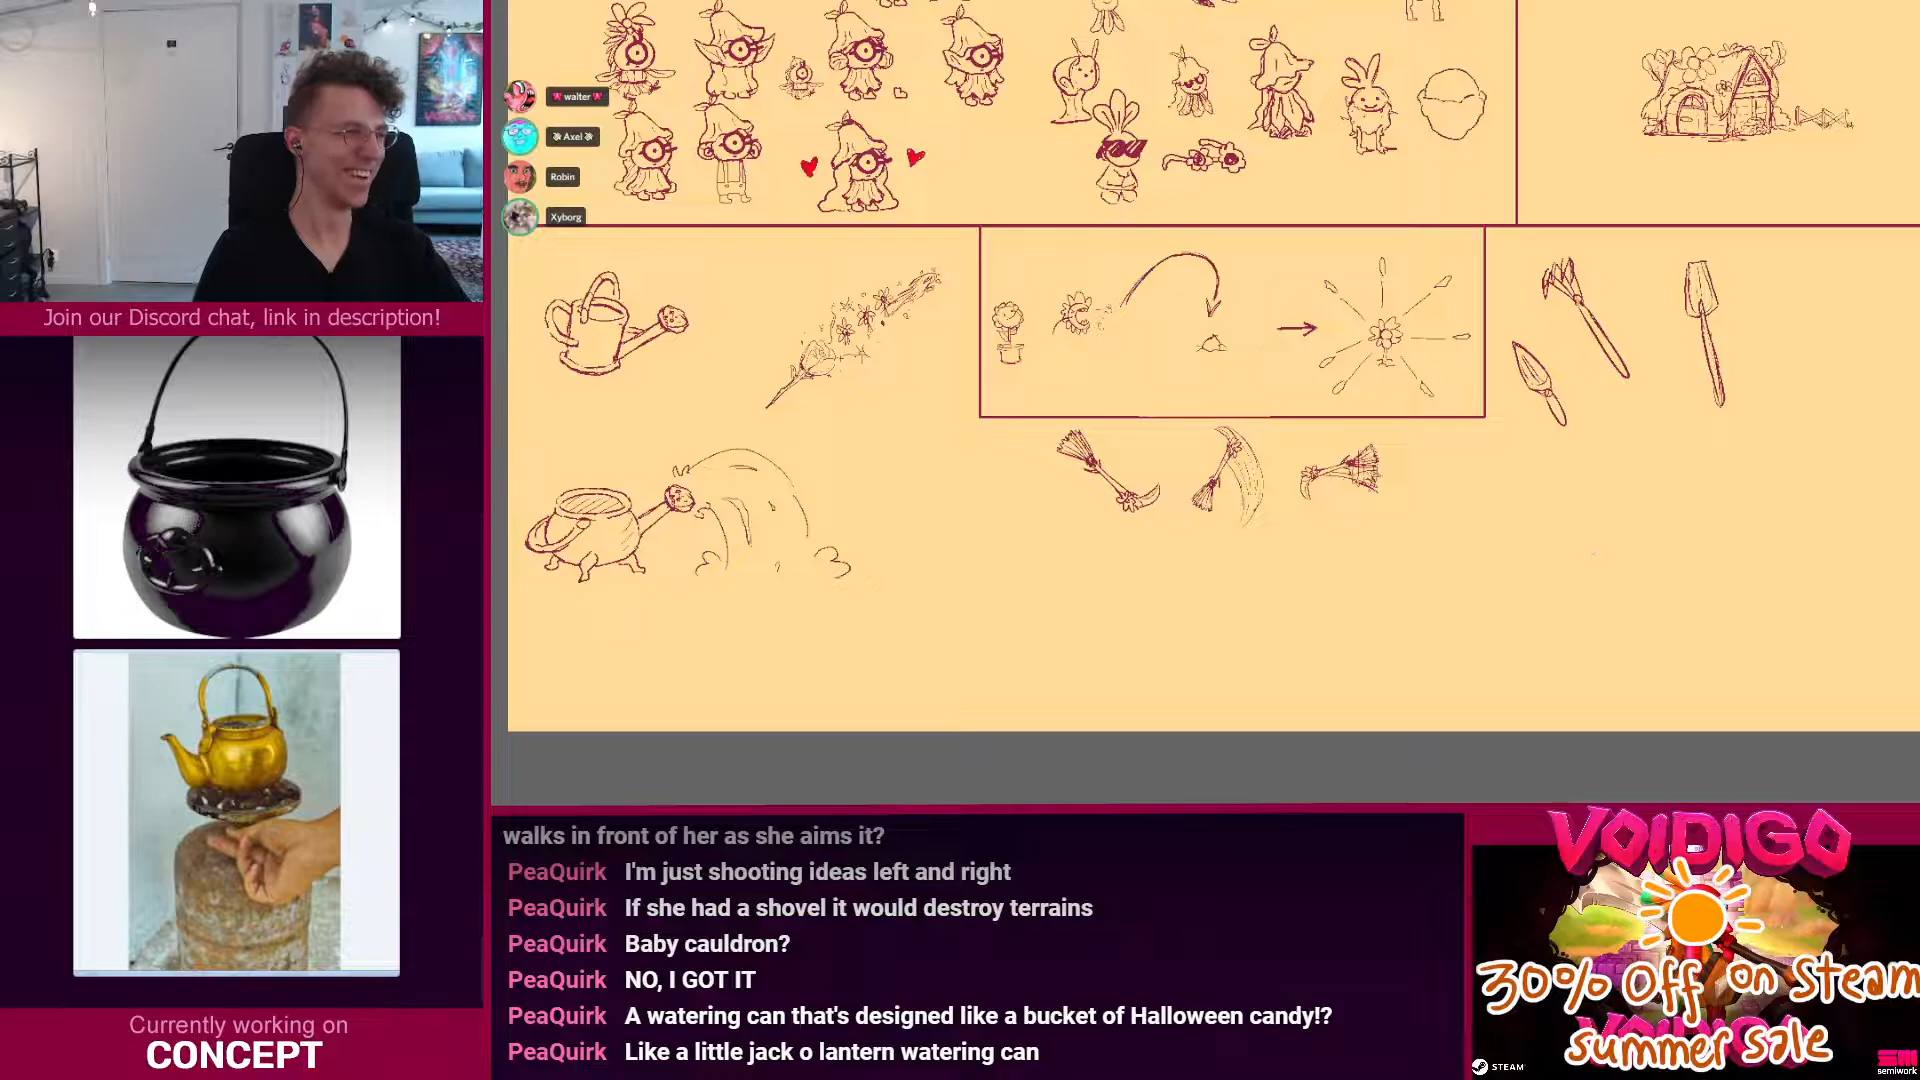 walter
Axel
Robin
Xyborg
Join our Discord chat, link in description!
walks in front of her as she aims it?
PeaQuirk I'm just shooting ideas left and right
PeaQuirk If she had a shovel it would destroy terrains
PeaQuirk Baby cauldron?
PeaQuirk NO, I GOT IT
PeaQuirk A watering can that's designed like a bucket of Halloween candy!?
PeaQuirk Like a little jack o lantern watering can
Currently working on
CONCEPT
VOIDIGO
30% Off on Steam
summer sale
STEAM
semiwork